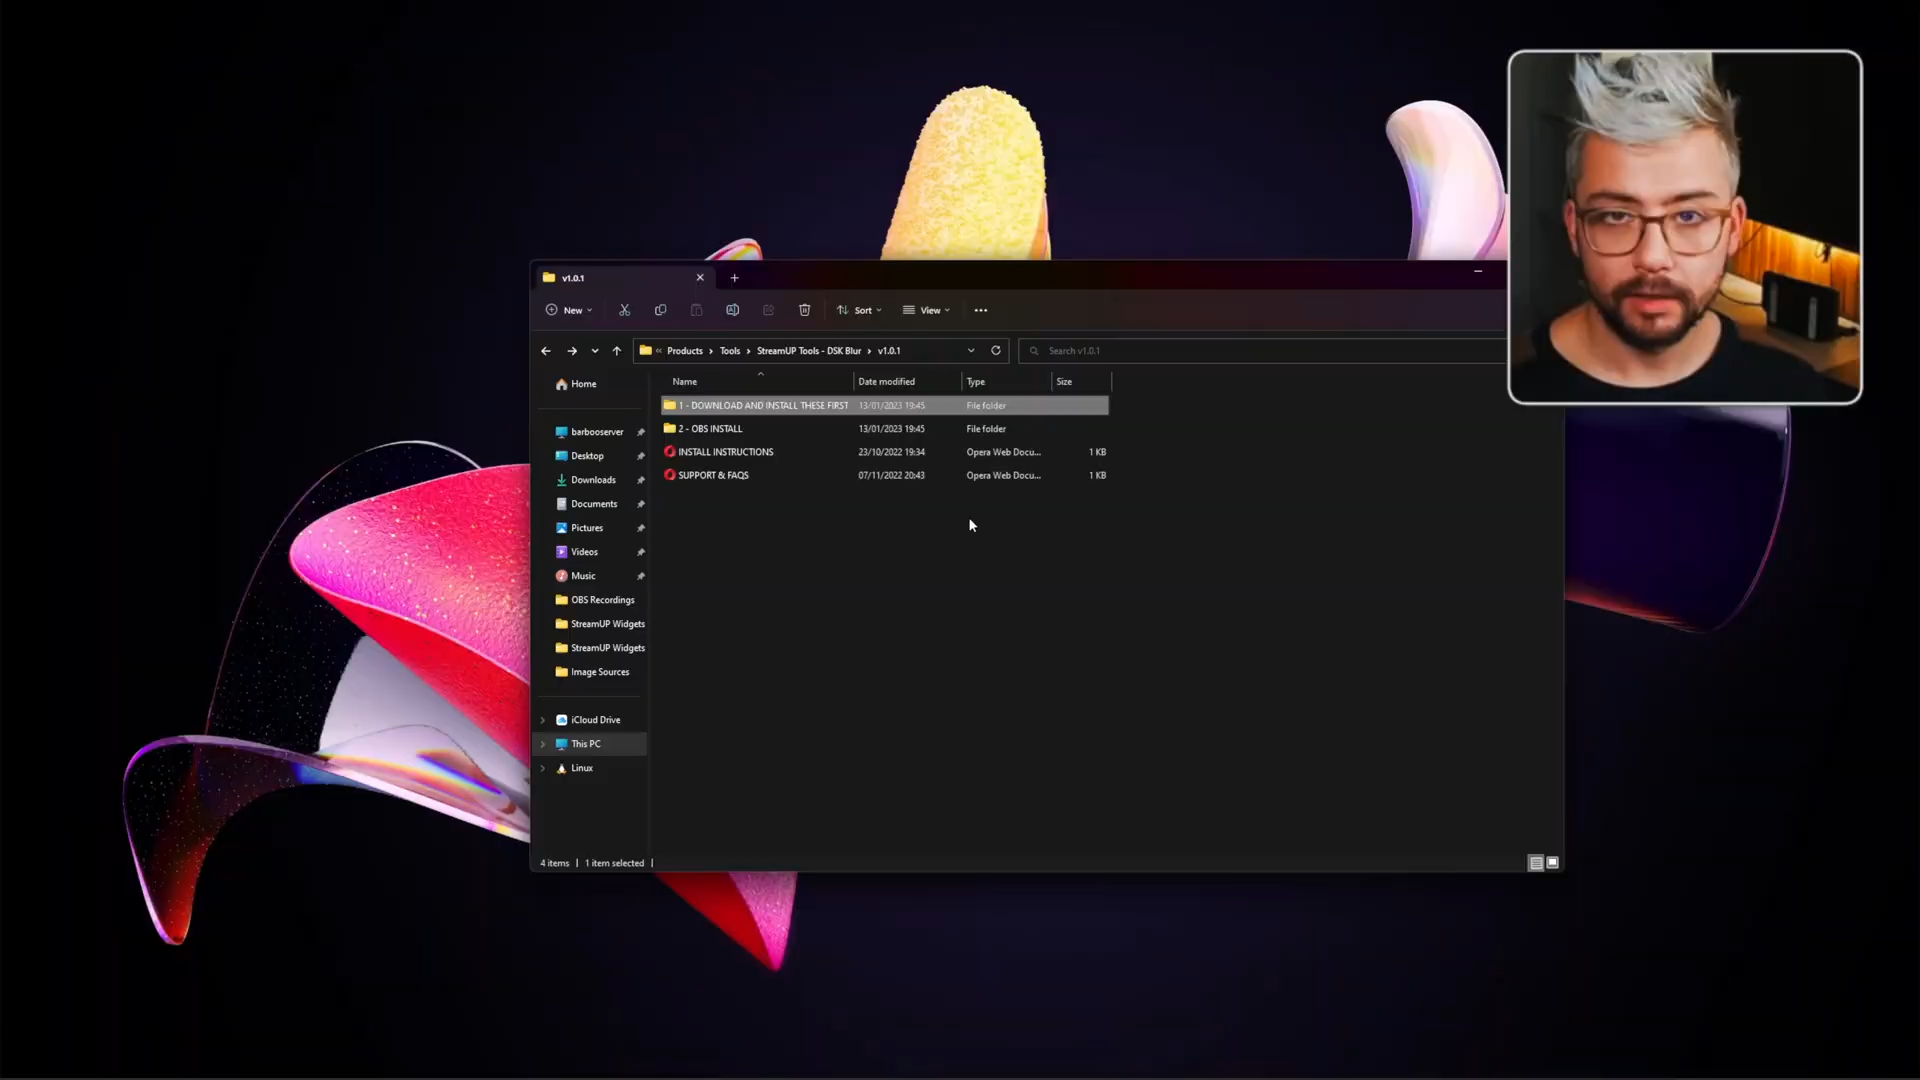 v1.0.1
New
Sort
View
« Products > Tools > StreamUP Tools - DSK Blur > v1.0.1
Search v1.0.1
Name Date modified Type Size
1 - DOWNLOAD AND INSTALL THESE FIRST 13/01/2023 19:45 File folder
2 - OBS INSTALL 13/01/2023 19:45 File folder
INSTALL INSTRUCTIONS 23/10/2022 19:34 Opera Web Docu... 1 KB
SUPPORT & FAQS 07/11/2022 20:43 Opera Web Docu... 1 KB
Home
barbooserver
Desktop
Downloads
Documents
Pictures
Videos
Music
OBS Recordings
StreamUP Widgets
StreamUP Widgets
Image Sources
iCloud Drive
This PC
Linux
4 items | 1 item selected |